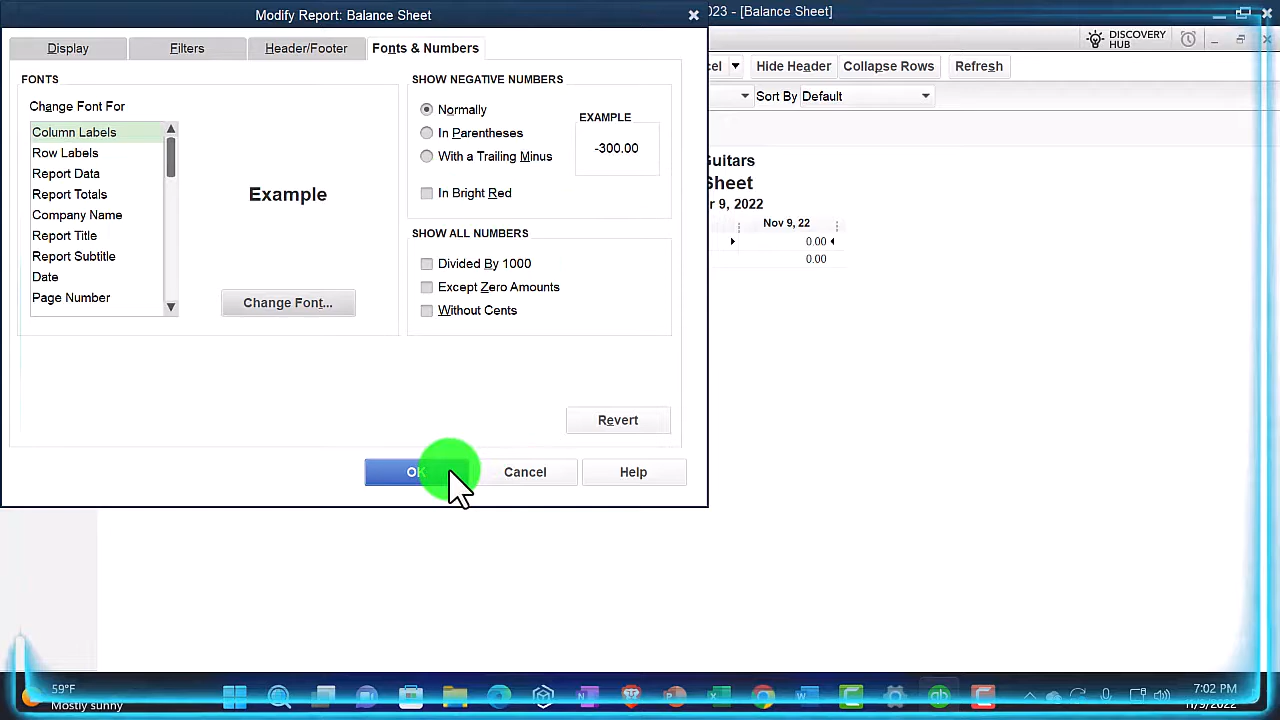 Modify Report: Balance Sheet
023 - [Balance Sheet]
Display
Filters
Header/Footer
Fonts & Numbers
DISCOVERY
HUB
Hide Header
Collapse Rows
Refresh
Sort By
Default
FONTS
Change Font For
Column Labels
Row Labels
Report Data
Report Totals
Company Name
Report Title
Report Subtitle
Date
Page Number
Example
Change Font...
SHOW NEGATIVE NUMBERS
Normally
In Parentheses
With a Trailing Minus
In Bright Red
EXAMPLE
-300.00
SHOW ALL NUMBERS
Divided By 1000
Except Zero Amounts
Without Cents
Revert
OK
Cancel
Help
Guitars
Sheet
r 9, 2022
Nov 9, 22
0.00
0.00
59°F
Mostly sunny
7:02 PM
11/9/2022